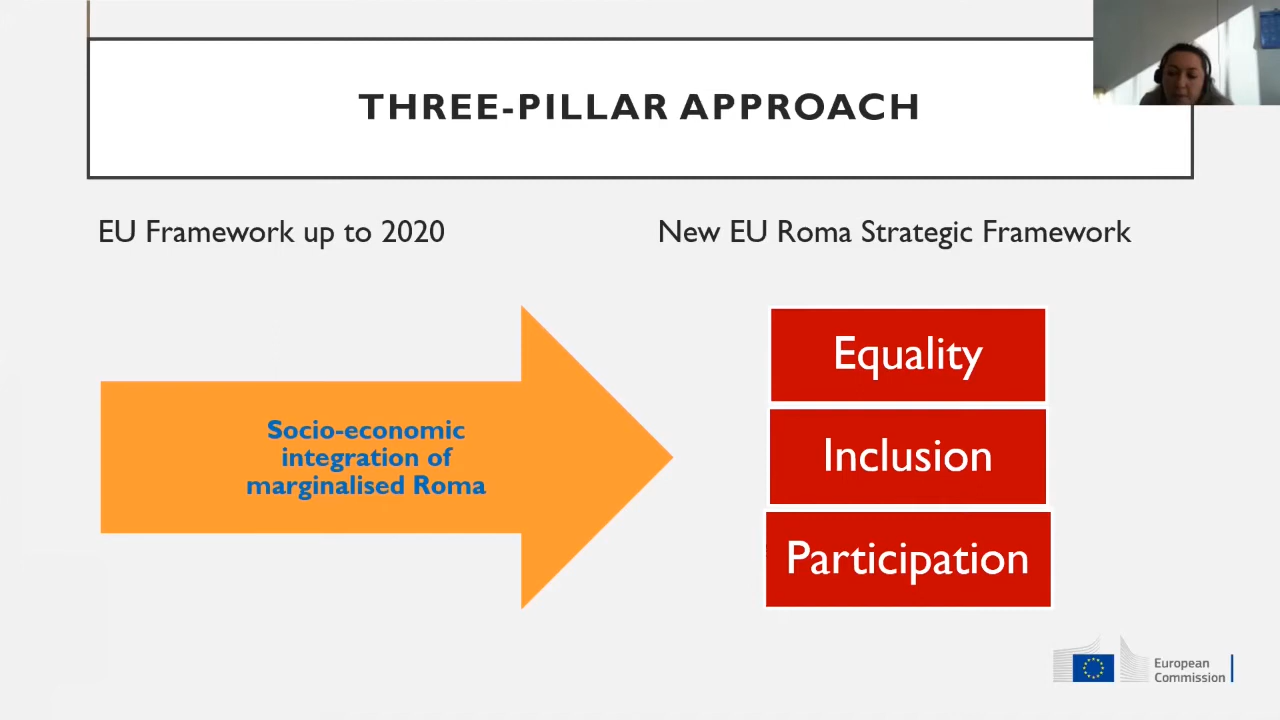 THREE-PILLAR APPROACH
EU Framework up to 2020
New EU Roma Strategic Framework
Socio-economic
integration of
marginalised Roma
Equality
Inclusion
Participation
European
Commission